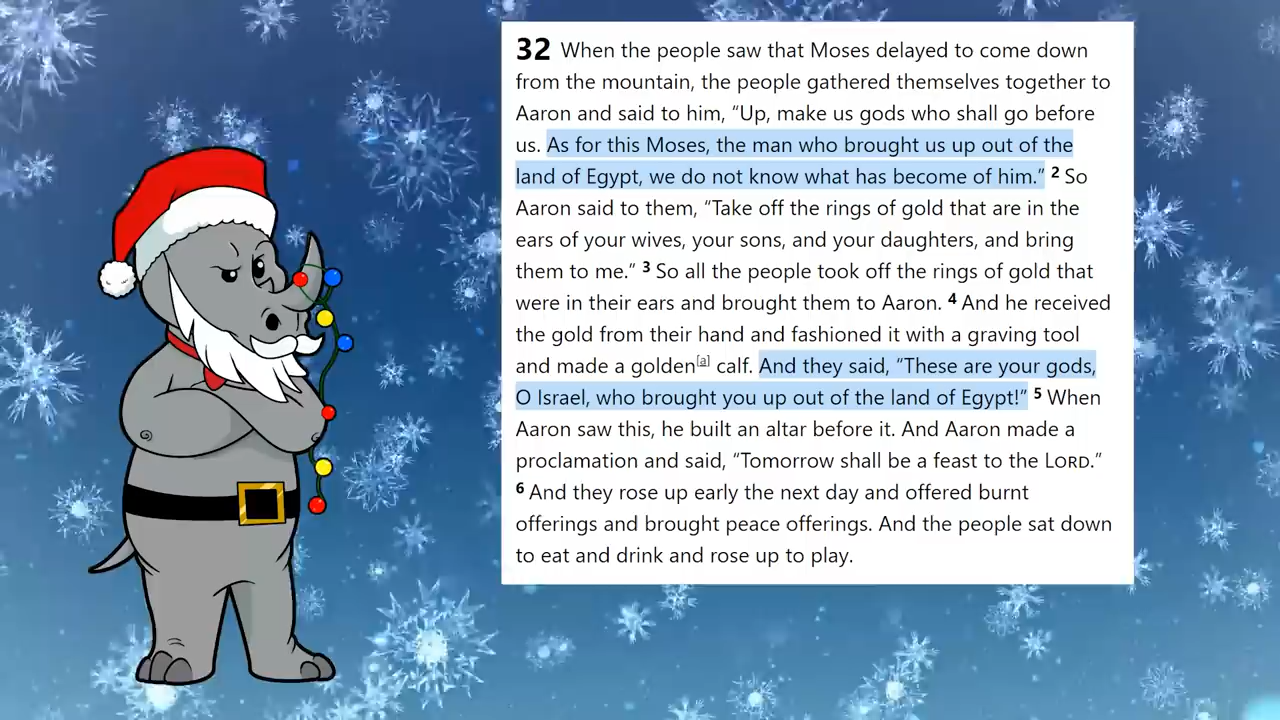 32 When the people saw that Moses delayed to come down
from the mountain, the people gathered themselves together to
Aaron and said to him, “Up, make us gods who shall go before
us. As for this Moses, the man who brought us up out of the
land of Egypt, we do not know what has become of him.” 2 So
Aaron said to them, “Take off the rings of gold that are in the
ears of your wives, your sons, and your daughters, and bring
them to me.” 3 So all the people took off the rings of gold that
were in their ears and brought them to Aaron. 4 And he received
the gold from their hand and fashioned it with a graving tool
and made a golden[a] calf. And they said, “These are your gods,
O Israel, who brought you up out of the land of Egypt!” 5 When
Aaron saw this, he built an altar before it. And Aaron made a
proclamation and said, “Tomorrow shall be a feast to the LORD.”
6 And they rose up early the next day and offered burnt
offerings and brought peace offerings. And the people sat down
to eat and drink and rose up to play.